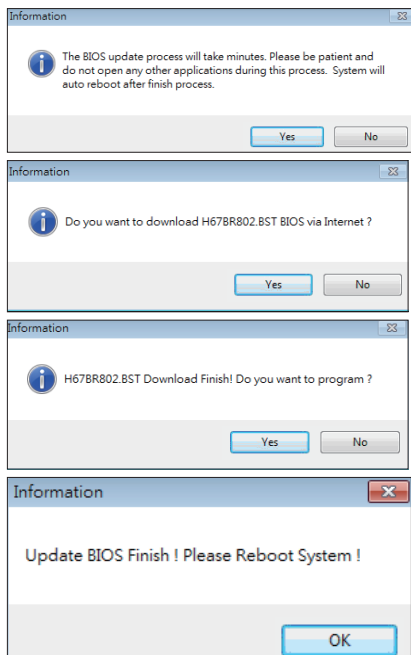 Information
The BIOS update process will take minutes. Please be patient and
do not open any other applications during this process.  System will
auto reboot after finish process.
Yes
No
Information
Do you want to download H67BR802.BST BIOS via Internet ?
Yes
No
Information
H67BR802.BST Download Finish! Do you want to program ?
Yes
No
Information
Update BIOS Finish ! Please Reboot System !
OK